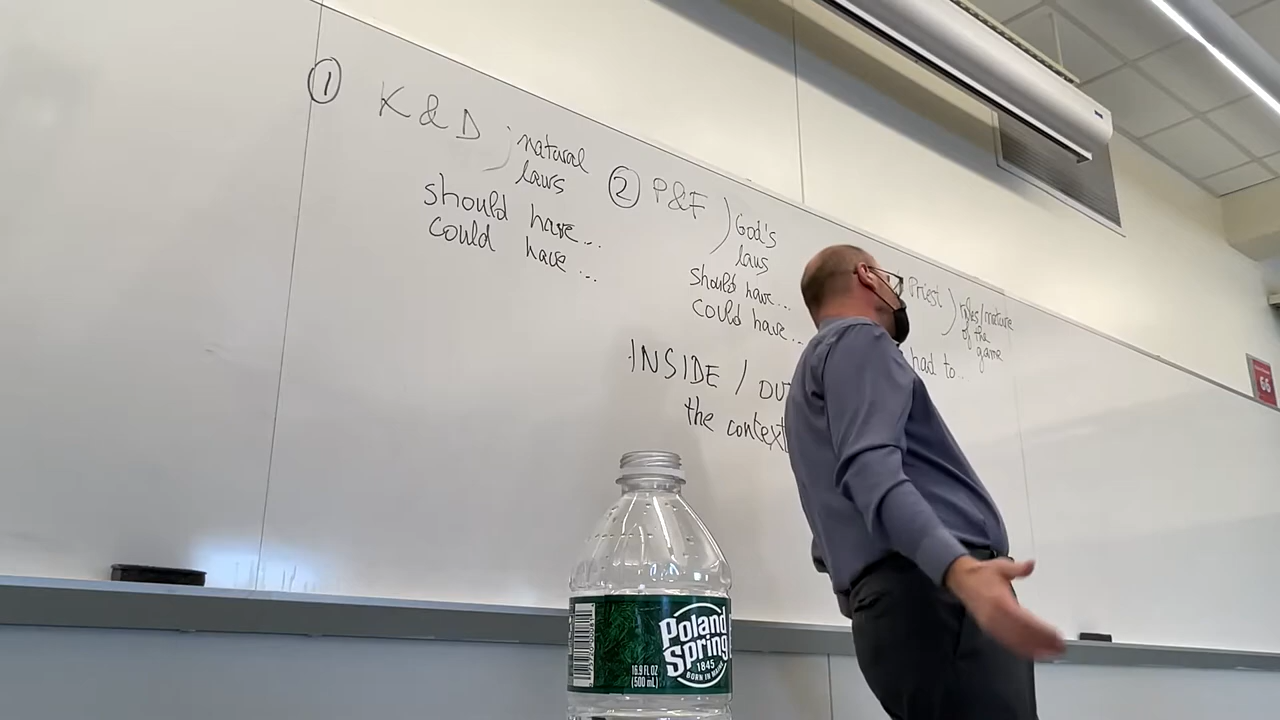 ① K & D ) natural
laws
should have...
could have...
② P&F ) God's
laws
should have...
could have...
Priest ) rules/nature
of the
game
had to...
INSIDE / OU
the context
Poland
Spring
1845
BORN IN MAINE
16.9 FL OZ
(500 mL)
66